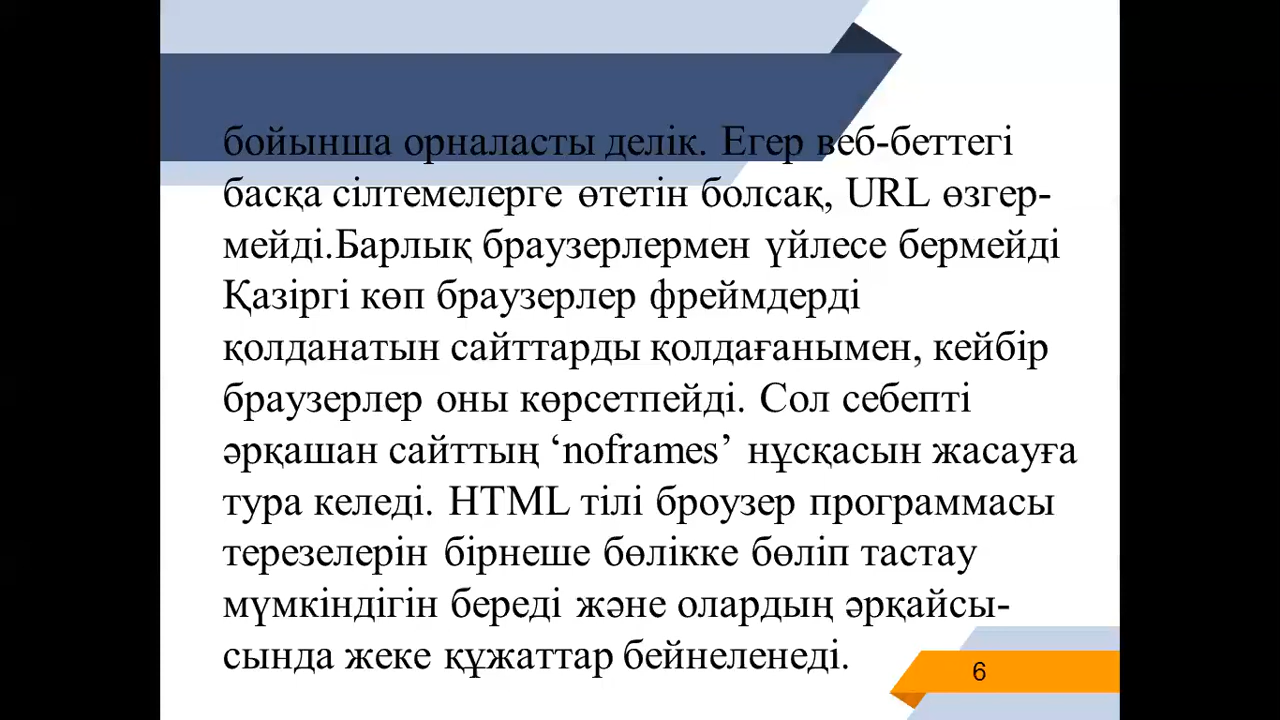 бойынша орналасты делік. Егер веб-беттегі
басқа сілтемелерге өтетін болсақ, URL өзгер-
мейді.Барлық браузерлермен үйлесе бермейді
Қазіргі көп браузерлер фреймдерді
қолданатын сайттарды қолдағанымен, кейбір
браузерлер оны көрсетпейді. Сол себепті
әрқашан сайттың ‘noframes’ нұсқасын жасауға
тура келеді. HTML тілі броузер программасы
терезелерін бірнеше бөлікке бөліп тастау
мүмкіндігін береді және олардың әрқайсы-
сында жеке құжаттар бейнеленеді.
6